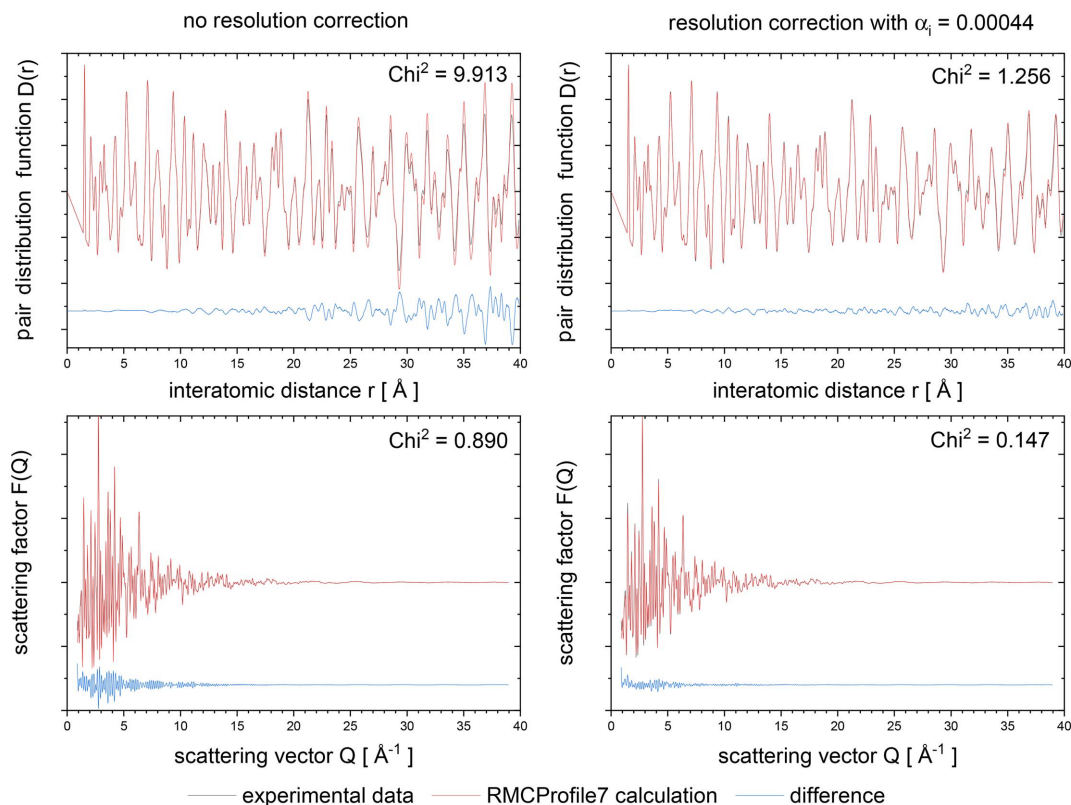 no resolution correction
resolution correction with αi = 0.00044
Chi² = 9.913
pair distribution function D(r)
0 5 10 15 20 25 30 35 40
interatomic distance r [ Å ]
Chi² = 1.256
pair distribution function D(r)
0 5 10 15 20 25 30 35 40
interatomic distance r [ Å ]
Chi² = 0.890
scattering factor F(Q)
0 5 10 15 20 25 30 35 40
scattering vector Q [ Å⁻¹ ]
Chi² = 0.147
scattering factor F(Q)
0 5 10 15 20 25 30 35 40
scattering vector Q [ Å⁻¹ ]
experimental data RMCProfile7 calculation difference